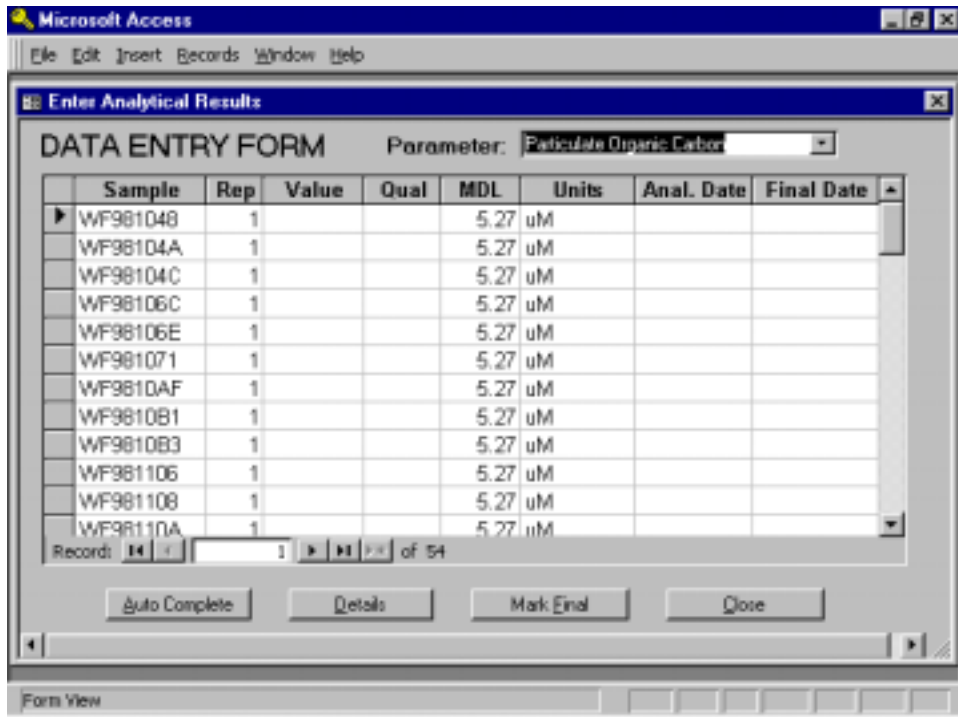 Microsoft Access
File Edit Insert Records Window Help
Enter Analytical Results
DATA ENTRY FORM Parameter: Particulate Organic Carbon
Sample Rep Value Qual MDL Units Anal. Date Final Date
WF981048 1 5.27 uM
WF98104A 1 5.27 uM
WF98104C 1 5.27 uM
WF98106C 1 5.27 uM
WF98106E 1 5.27 uM
WF981071 1 5.27 uM
WF9810AF 1 5.27 uM
WF9810B1 1 5.27 uM
WF9810B3 1 5.27 uM
WF981106 1 5.27 uM
WF981108 1 5.27 uM
WF98110A 1 5.27 uM
Record: 1 of 54
Auto Complete Details Mark Final Close
Form View